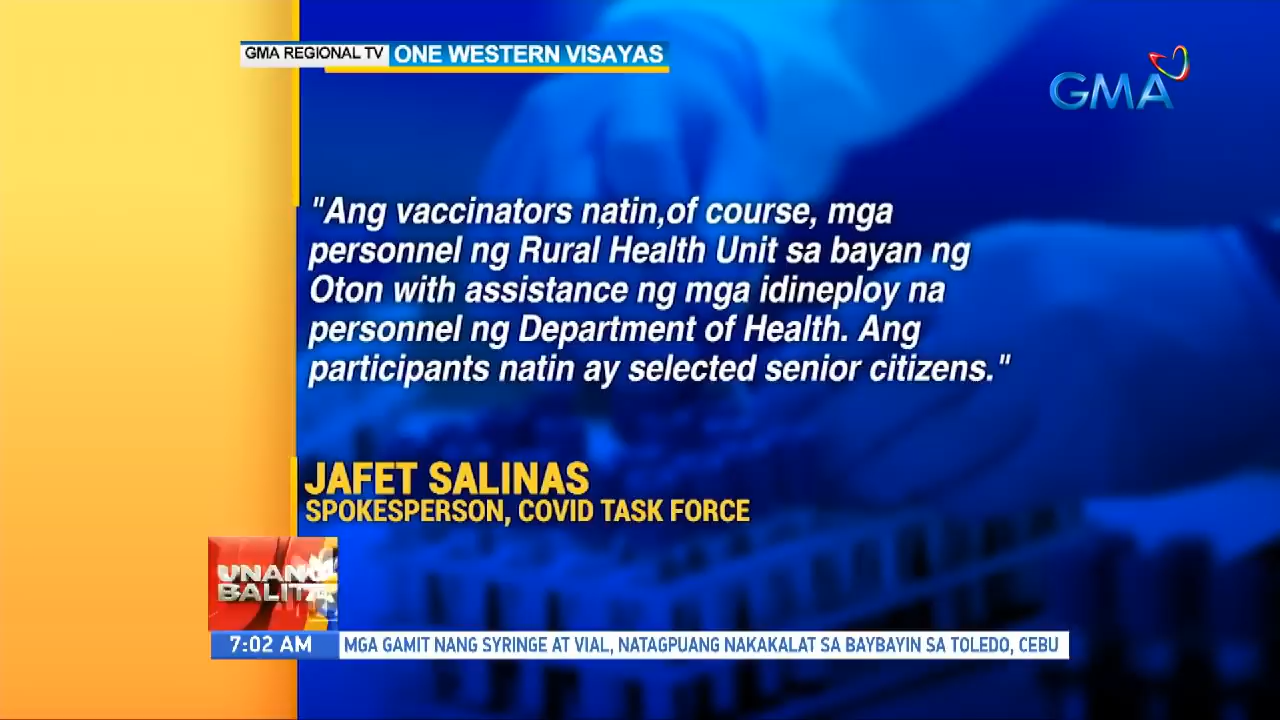 GMA REGIONAL TV ONE WESTERN VISAYAS
GMA
"Ang vaccinators natin,of course, mga
personnel ng Rural Health Unit sa bayan ng
Oton with assistance ng mga idineploy na
personnel ng Department of Health. Ang
participants natin ay selected senior citizens."
JAFET SALINAS
SPOKESPERSON, COVID TASK FORCE
UNANG
BALITA
7:02 AM MGA GAMIT NANG SYRINGE AT VIAL, NATAGPUANG NAKAKALAT SA BAYBAYIN SA TOLEDO, CEBU